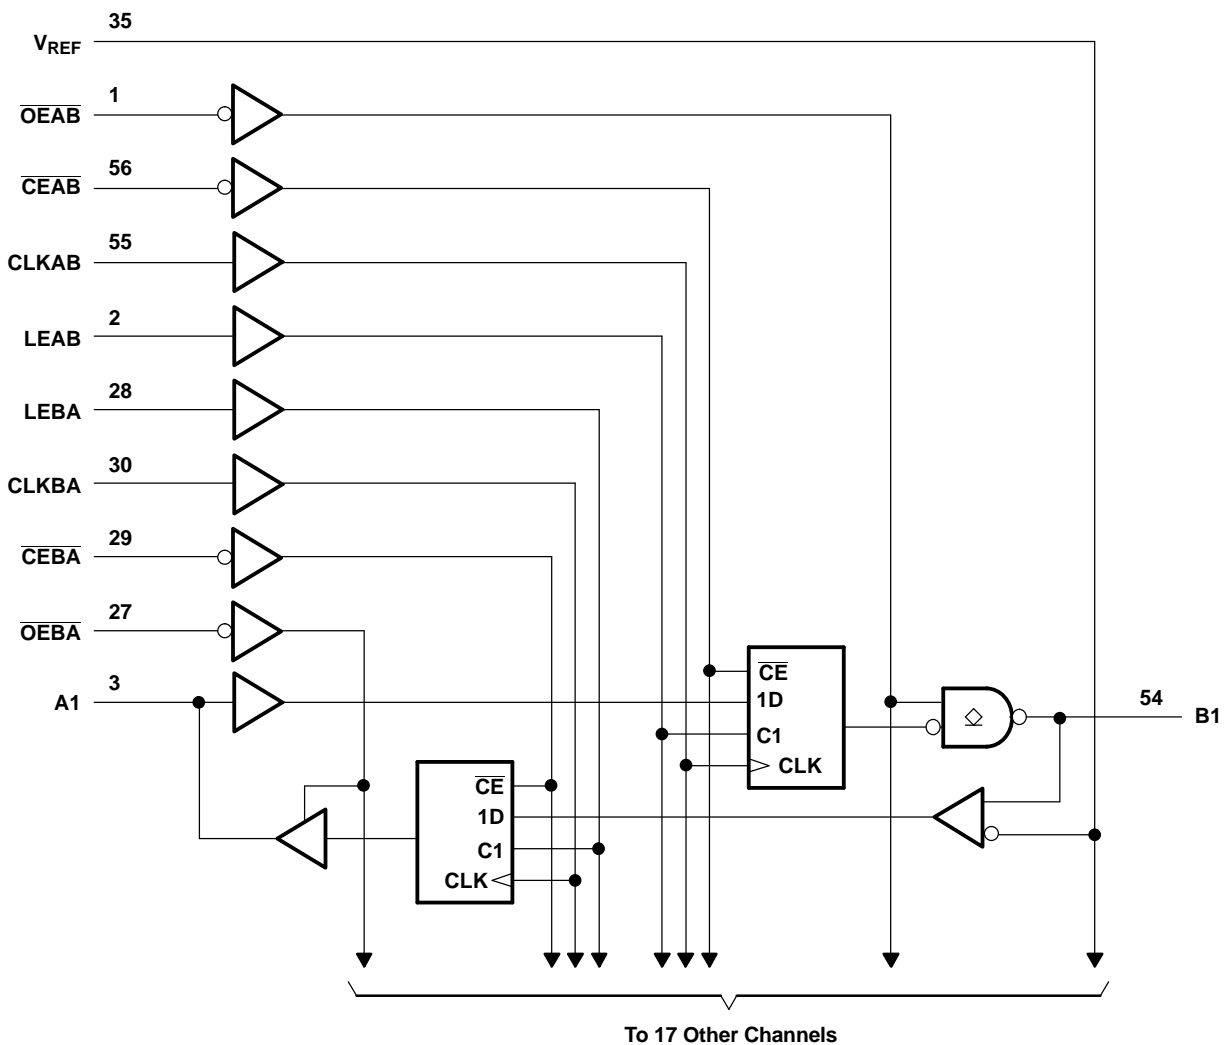 35
VREF
1
OEAB
56
CEAB
55
CLKAB
2
LEAB
28
LEBA
30
CLKBA
29
CEBA
27
OEBA
3
A1
CE
1D
C1
CLK
54
B1
CE
1D
C1
CLK
To 17 Other Channels